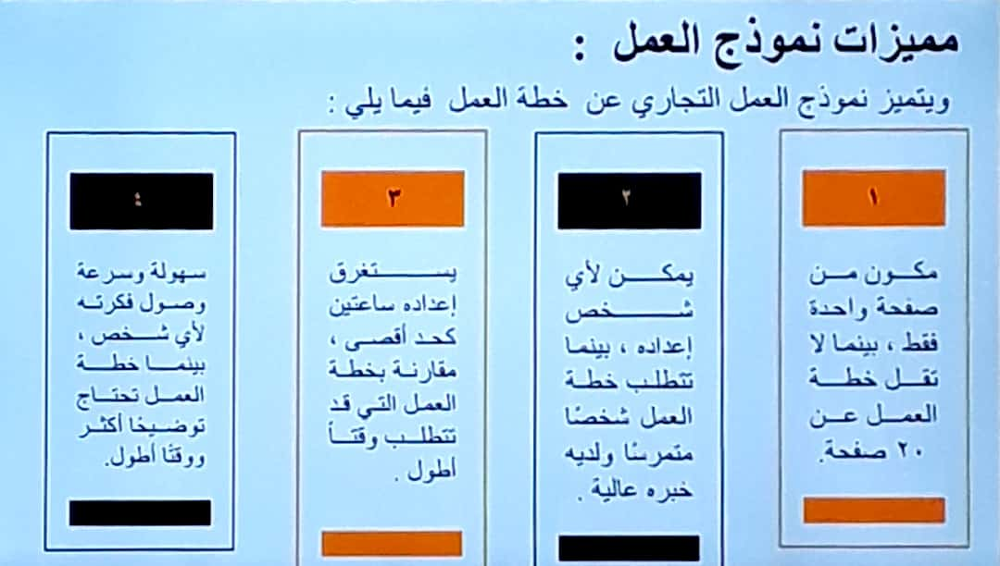 مميزات نموذج العمل :
ويتميز نموذج العمل التجاري عن خطة العمل فيما يلي :
١
مكون من
صفحة واحدة
فقط ، بينما لا
تقل خطة
العمل عن
٢٠ صفحة.
٢
يمكن لأي
شخص
إعداده ، بينما
تتطلب خطة
العمل شخصًا
متمرسًا ولديه
خبره عالية .
٣
يستغرق
إعداده ساعتين
كحد أقصى ،
مقارنة بخطة
العمل التي قد
تتطلب وقتاً
أطول .
٤
سهولة وسرعة
وصول فكرته
لأي شخص ،
بينما خطة
العمل تحتاج
توضيحًا أكثر
ووقتًا أطول.